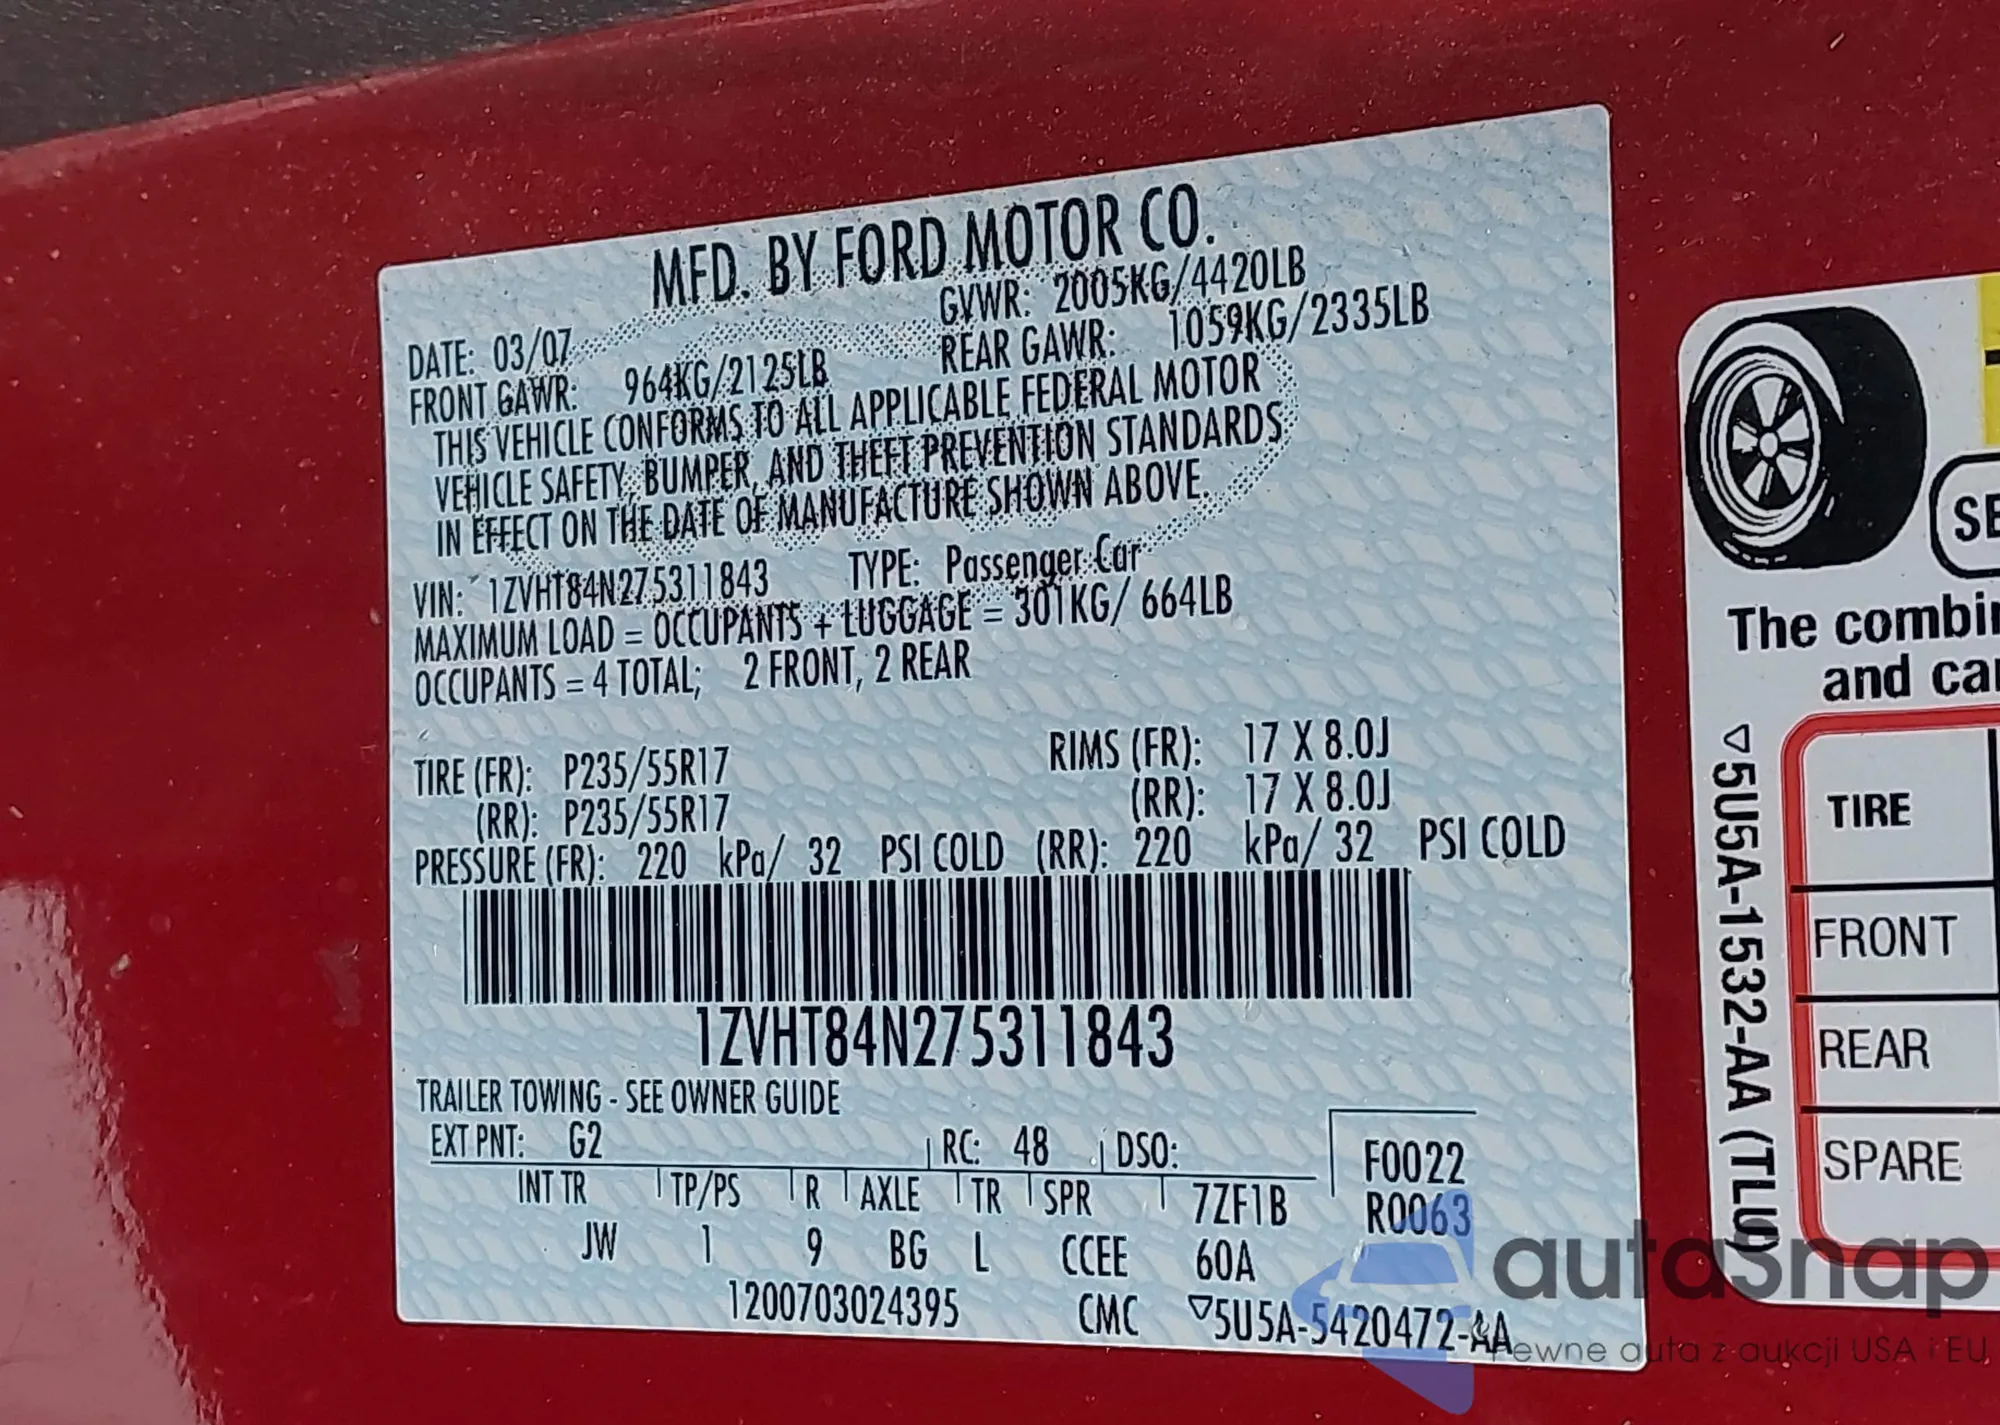 MFD. BY FORD MOTOR CO.
DATE: 03/07 GVWR: 2005KG/4420LB
FRONT GAWR: 964KG/2125LB REAR GAWR: 1059KG/2335LB
THIS VEHICLE CONFORMS TO ALL APPLICABLE FEDERAL MOTOR
VEHICLE SAFETY, BUMPER, AND THEFT PREVENTION STANDARDS
IN EFFECT ON THE DATE OF MANUFACTURE SHOWN ABOVE.
VIN: 1ZVHT84N275311843 TYPE: Passenger Car
MAXIMUM LOAD = OCCUPANTS + LUGGAGE = 301KG/ 664LB
OCCUPANTS = 4 TOTAL; 2 FRONT, 2 REAR
TIRE (FR): P235/55R17 RIMS (FR): 17 X 8.0J
(RR): P235/55R17 (RR): 17 X 8.0J
PRESSURE (FR): 220 kPa/ 32 PSI COLD (RR): 220 kPa/ 32 PSI COLD
1ZVHT84N275311843
TRAILER TOWING - SEE OWNER GUIDE
EXT PNT: G2 RC: 48 DSO: F0022
INT TR TP/PS R AXLE TR SPR 7ZF1B R0063
JW 1 9 BG L CCEE 60A
1200703024395 CMC ▽5U5A-5420472-AA
SE
The combin
and ca
▽5U5A-1532-AA (TLU)
TIRE
FRONT
REAR
SPARE
autosnap
Pewne auta z aukcji USA i EU